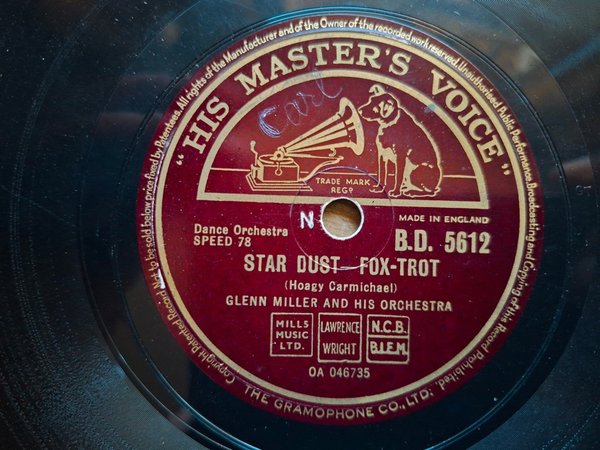 Patentees. All rights of the Manufacturer and of the Owner of the recorded work reserved. Unauthorised Public Performance, Broadcasting and Copying of this Record Prohibited.
"HIS MASTER'S VOICE"
Carl
TRADE MARK
REGD
N
MADE IN ENGLAND
Dance Orchestra
SPEED 78
B.D. 5612
STAR DUST—FOX-TROT
(Hoagy Carmichael)
GLENN MILLER AND HIS ORCHESTRA
MILLS
MUSIC
LTD.
LAWRENCE
WRIGHT
N.C.B.
B.I.E.M.
OA 046735
Copyright Patented Record Not to be sold below price fixed by
THE GRAMOPHONE CO., LTD.